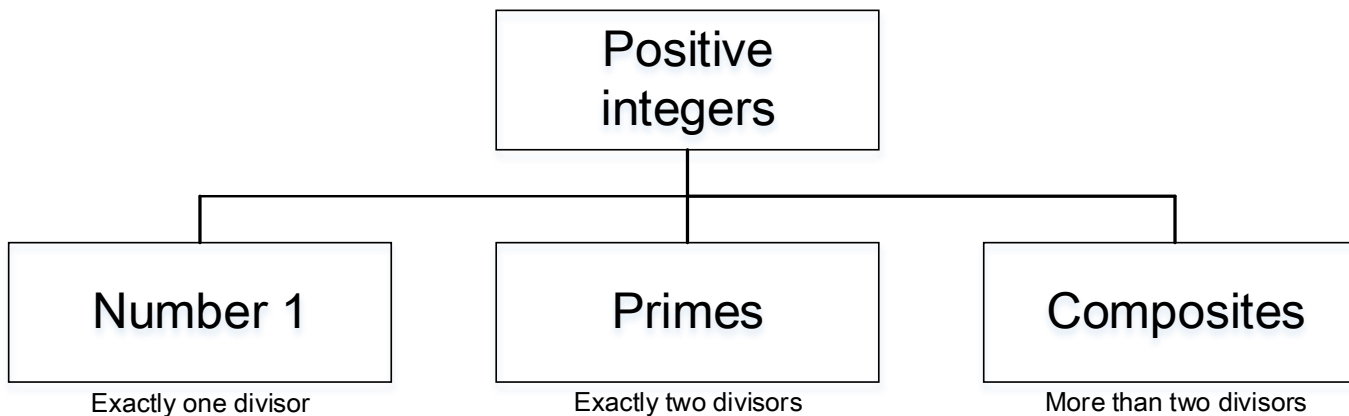 Positive
integers
Number 1
Primes
Composites
Exactly one divisor
Exactly two divisors
More than two divisors